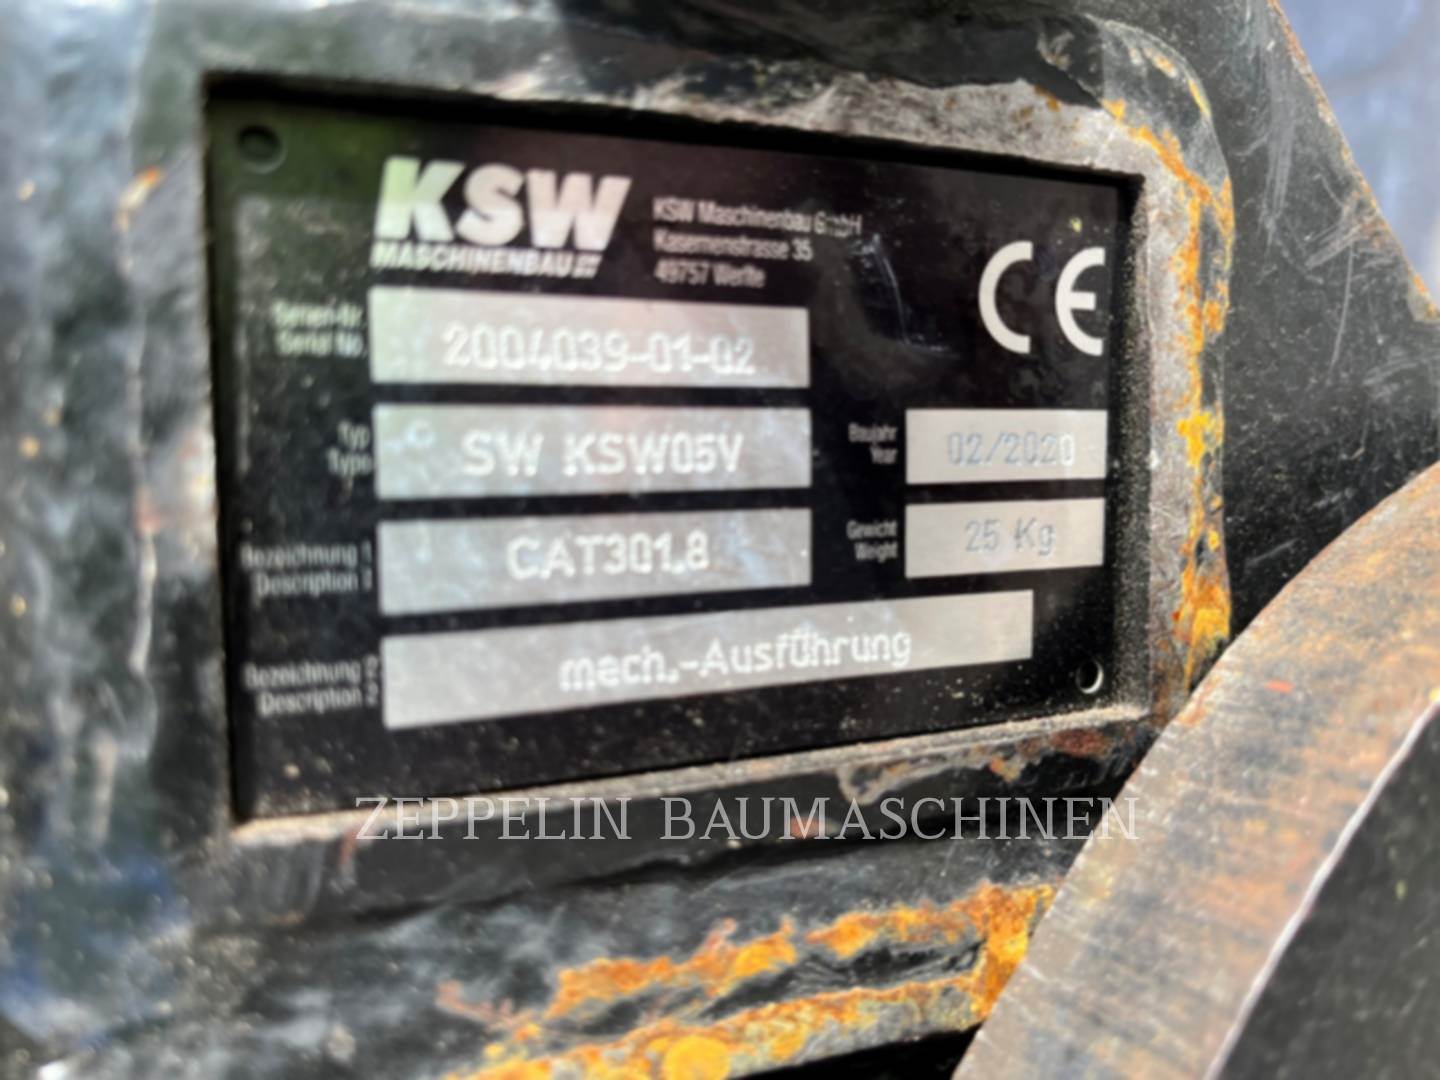 KSW
MASCHINENBAU
KSW Maschinenbau GmbH
Kasernenstrasse 35
49757 Werlte
CE
Serien-Nr.
Serial No.
2004039-01-02
Typ
Type
SW KSW05V
Baujahr
Year
02/2020
Bezeichnung 1
Description 1
CAT301.8
Gewicht
Weight
25 Kg
Bezeichnung 2
Description 2
mech.-Ausführung
ZEPPELIN BAUMASCHINEN